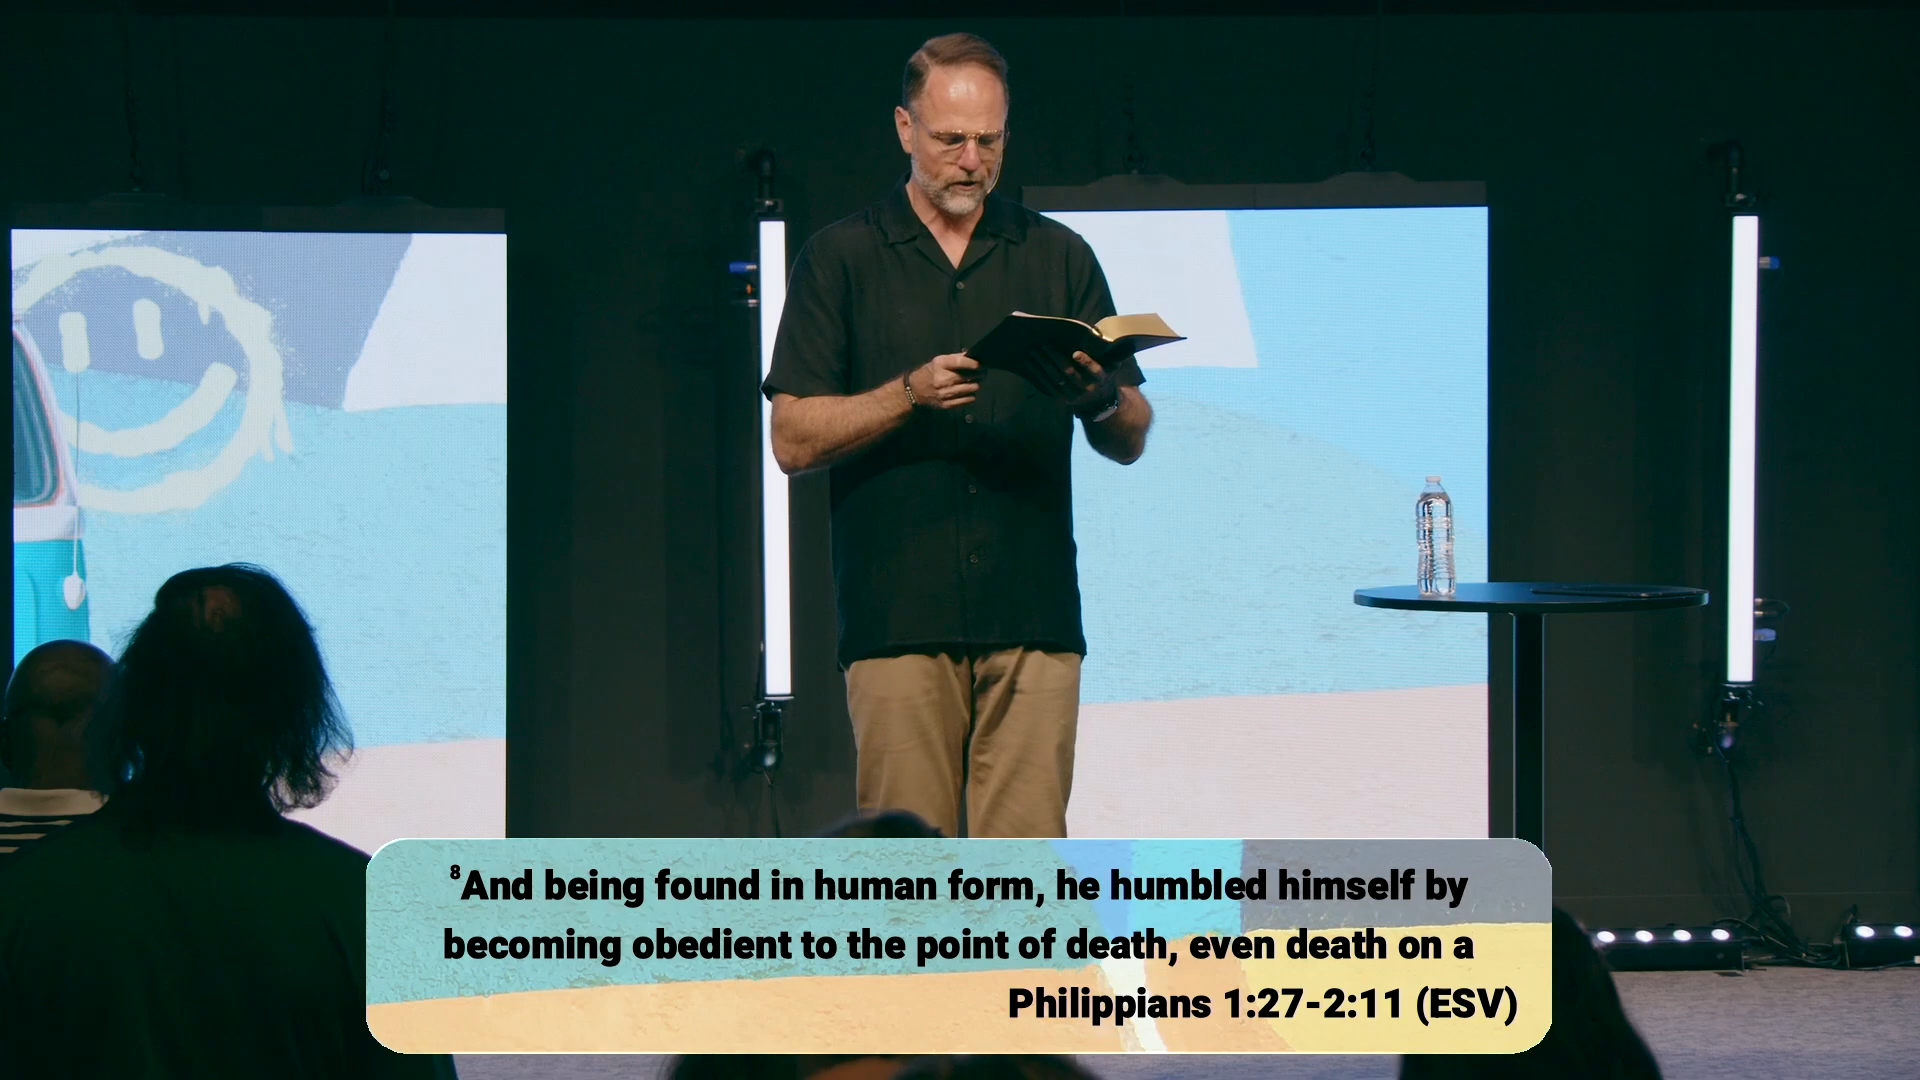 ⁸And being found in human form, he humbled himself by
becoming obedient to the point of death, even death on a
Philippians 1:27-2:11 (ESV)